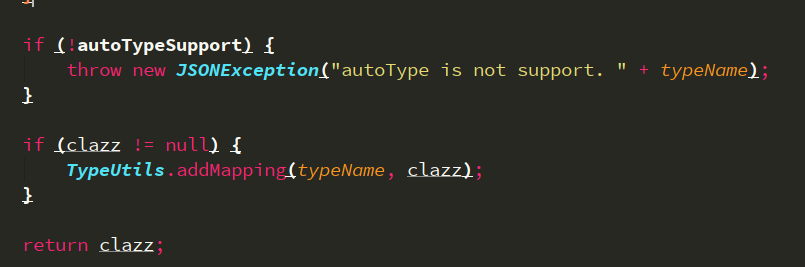 if (!autoTypeSupport) {
throw new JSONException("autoType is not support. " + typeName);
}
if (clazz != null) {
TypeUtils.addMapping(typeName, clazz);
}
return clazz;